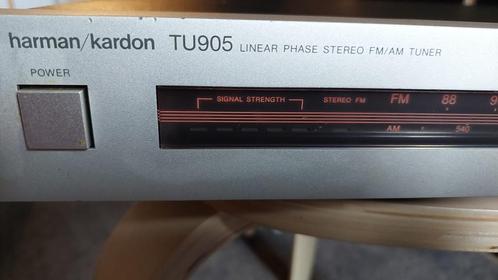 harman/kardon TU905 LINEAR PHASE STEREO FM/AM TUNER
POWER
SIGNAL STRENGTH STEREO FM FM 88
AM 540